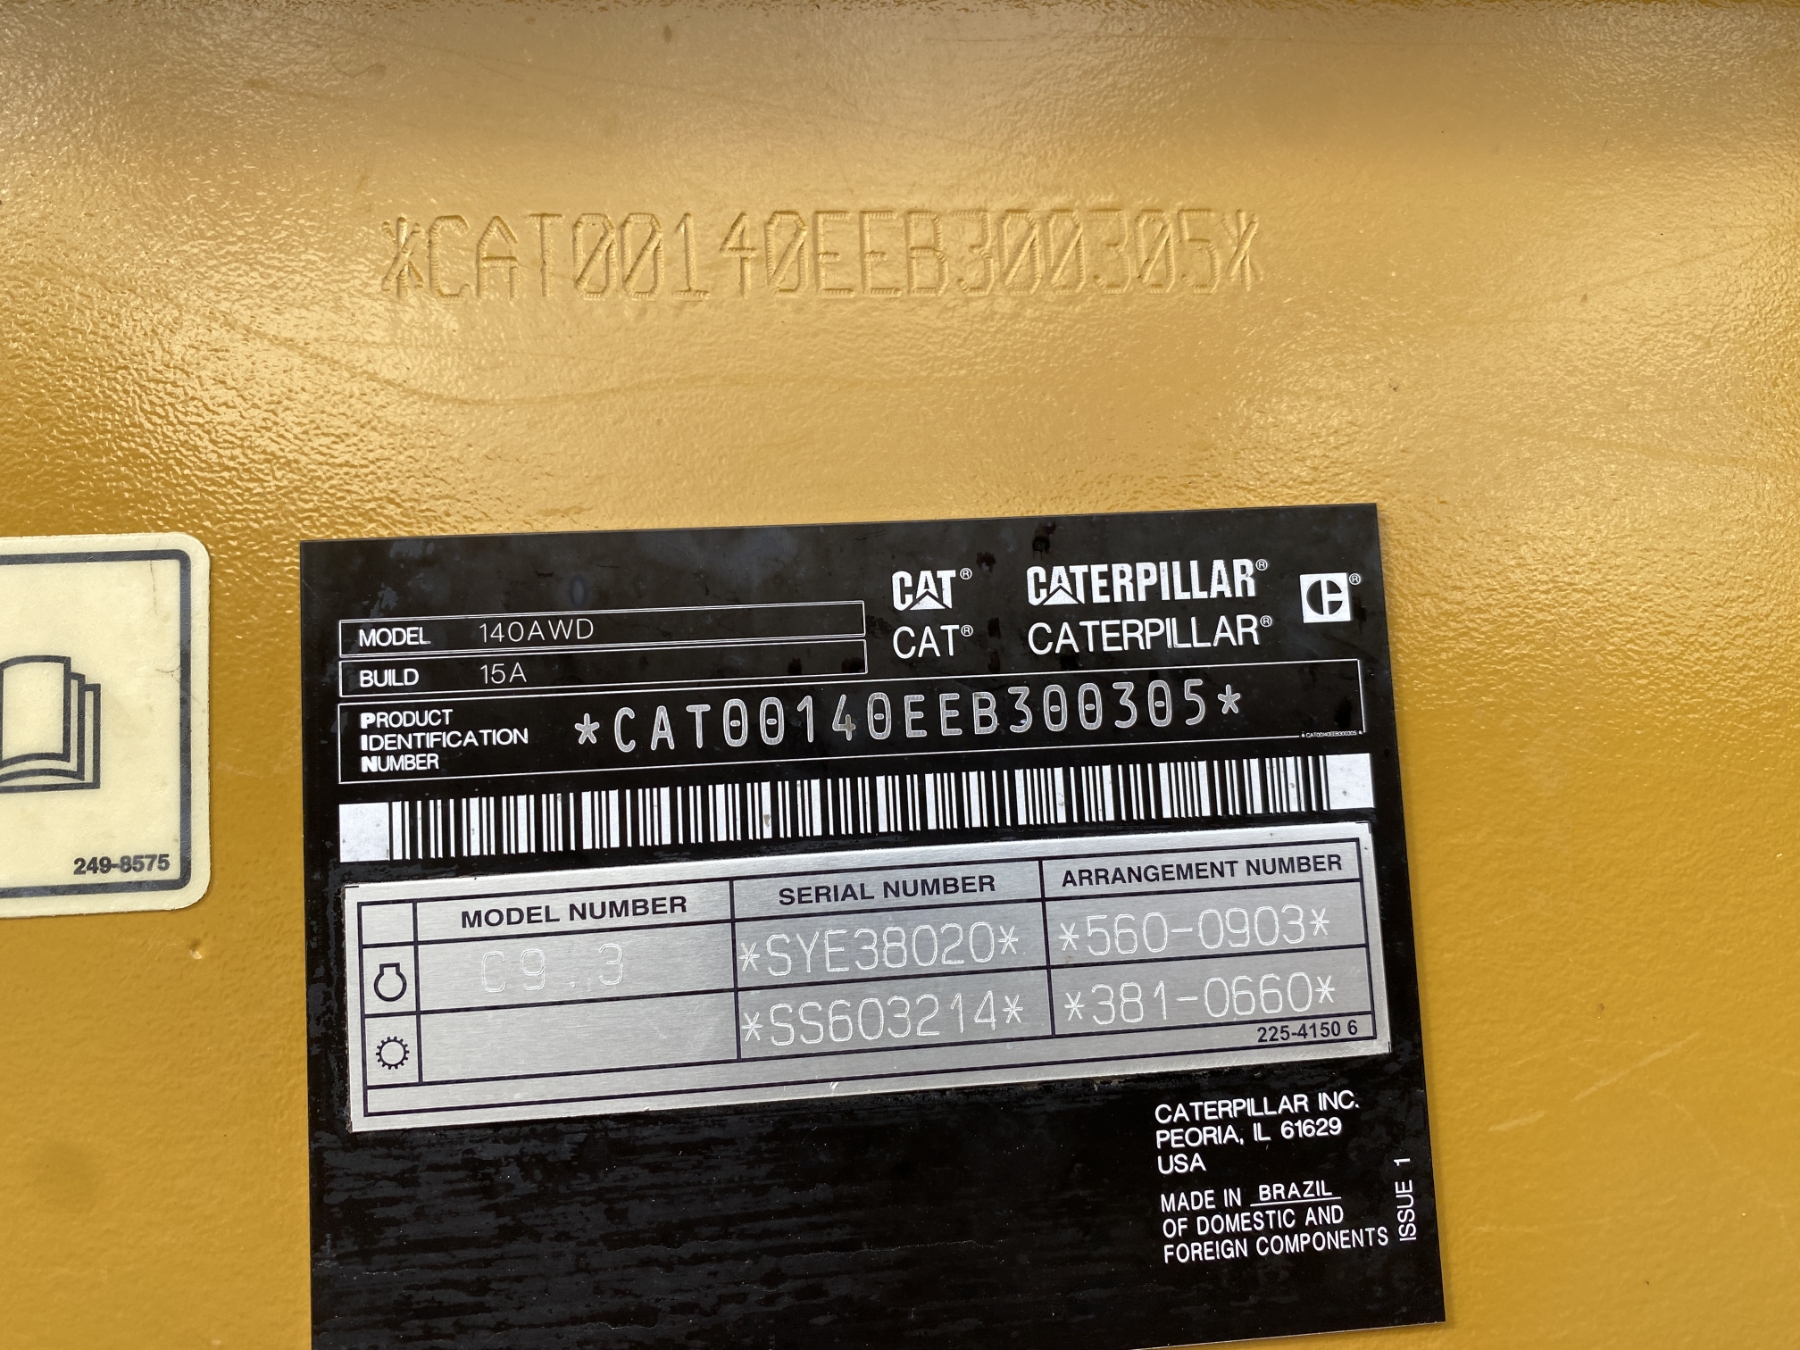 *CAT00140EEB300305*
CAT® CATERPILLAR®
CAT® CATERPILLAR®
MODEL 140AWD
BUILD 15A
PRODUCT
IDENTIFICATION
NUMBER
*CAT00140EEB300305*
*CAT00140EEB300305*
249-8575
MODEL NUMBER SERIAL NUMBER ARRANGEMENT NUMBER
C9.3 *SYE38020* *560-0903*
*SS603214* *381-0660*
225-4150 6
CATERPILLAR INC.
PEORIA, IL 61629
USA
MADE IN BRAZIL
OF DOMESTIC AND
FOREIGN COMPONENTS
ISSUE 1